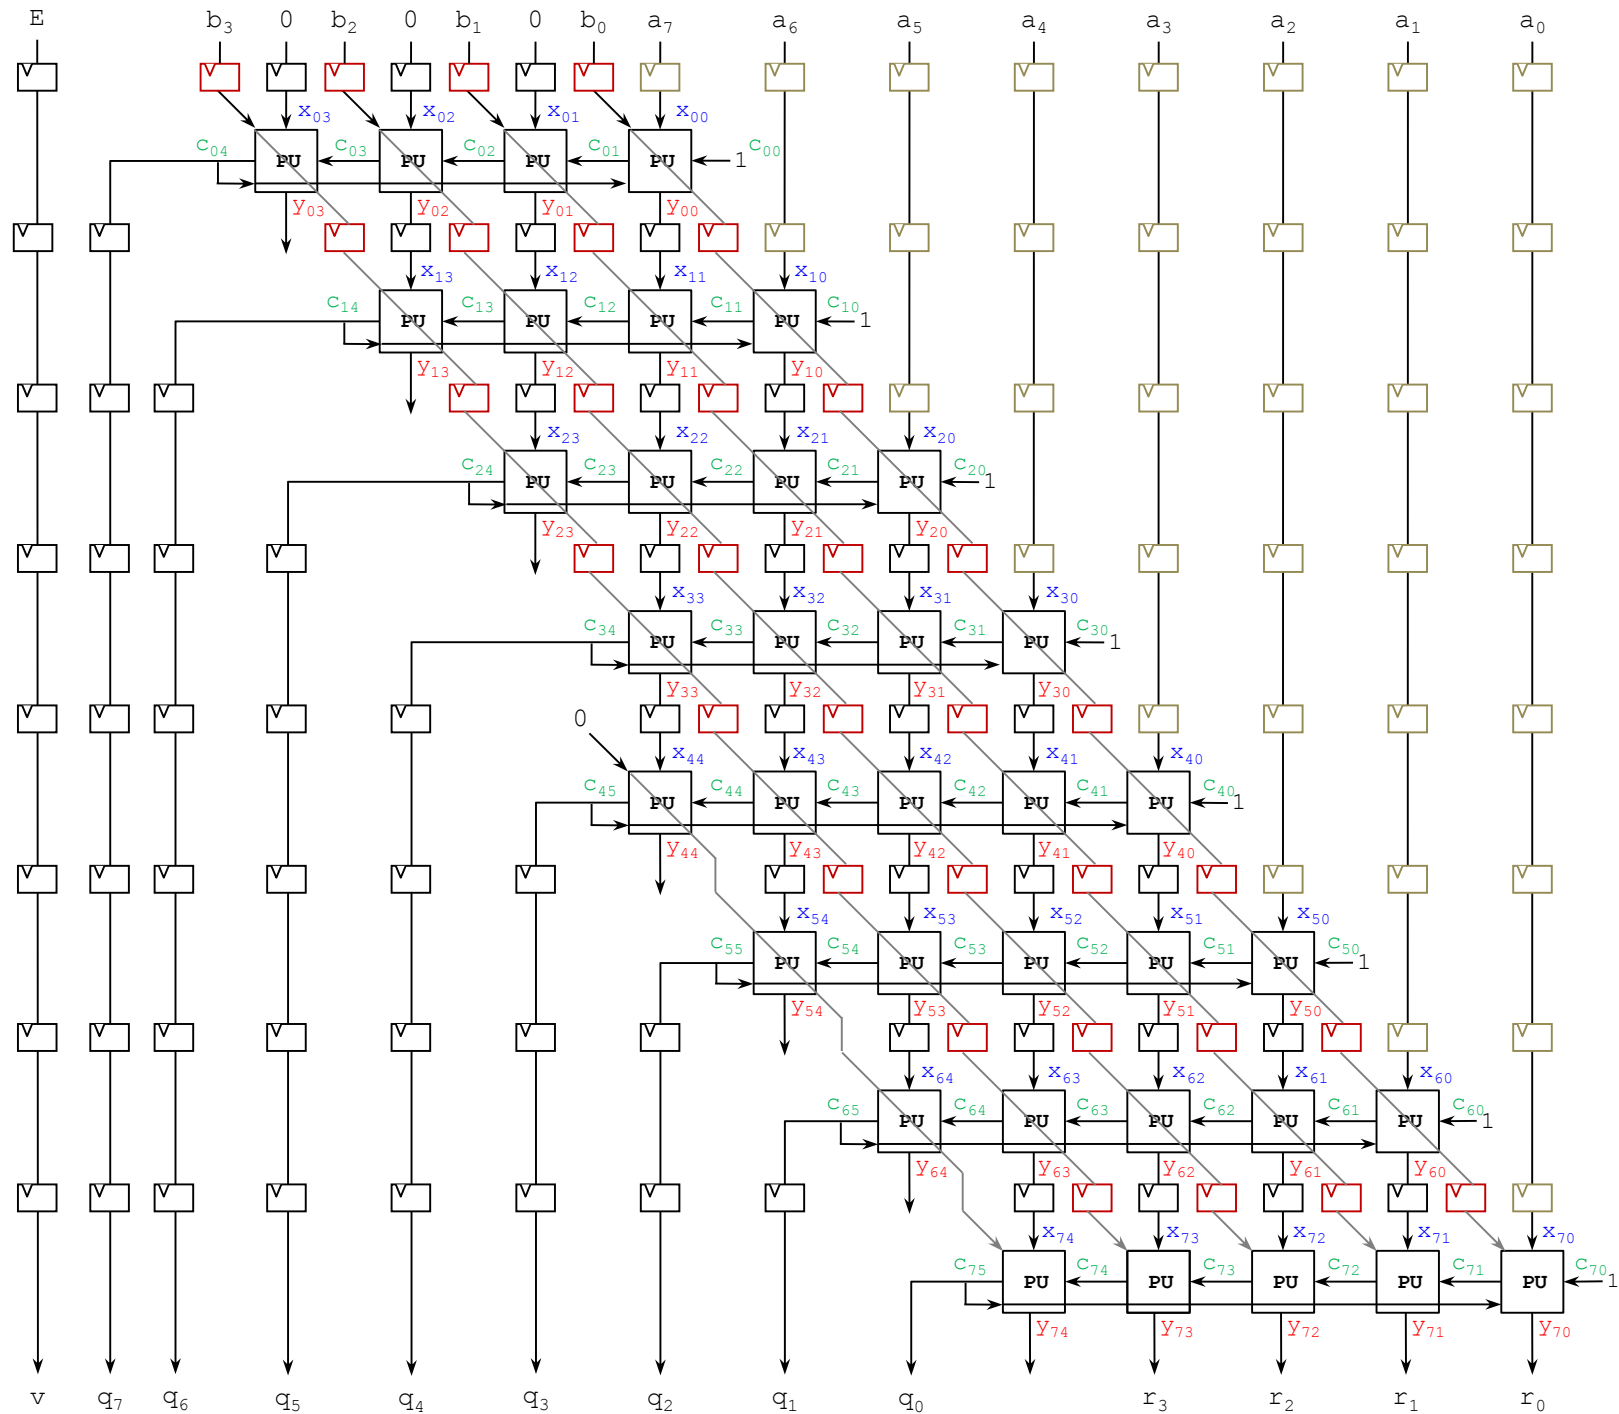 E b₃ 0 b₂ 0 b₁ 0 b₀ a₇ a₆ a₅ a₄ a₃ a₂ a₁ a₀
x₀₃ x₀₂ x₀₁ x₀₀
c₀₄ c₀₃ c₀₂ c₀₁ c₀₀
PU PU PU PU 1
y₀₃ y₀₂ y₀₁ y₀₀
x₁₃ x₁₂ x₁₁ x₁₀
c₁₄ c₁₃ c₁₂ c₁₁ c₁₀
PU PU PU PU 1
y₁₃ y₁₂ y₁₁ y₁₀
x₂₃ x₂₂ x₂₁ x₂₀
c₂₄ c₂₃ c₂₂ c₂₁ c₂₀
PU PU PU PU 1
y₂₃ y₂₂ y₂₁ y₂₀
x₃₃ x₃₂ x₃₁ x₃₀
c₃₄ c₃₃ c₃₂ c₃₁ c₃₀
PU PU PU PU 1
y₃₃ y₃₂ y₃₁ y₃₀
0
x₄₄ x₄₃ x₄₂ x₄₁ x₄₀
c₄₅ c₄₄ c₄₃ c₄₂ c₄₁ c₄₀
PU PU PU PU PU 1
y₄₄ y₄₃ y₄₂ y₄₁ y₄₀
x₅₄ x₅₃ x₅₂ x₅₁ x₅₀
c₅₅ c₅₄ c₅₃ c₅₂ c₅₁ c₅₀
PU PU PU PU PU 1
y₅₄ y₅₃ y₅₂ y₅₁ y₅₀
x₆₄ x₆₃ x₆₂ x₆₁ x₆₀
c₆₅ c₆₄ c₆₃ c₆₂ c₆₁ c₆₀
PU PU PU PU PU 1
y₆₄ y₆₃ y₆₂ y₆₁ y₆₀
x₇₄ x₇₃ x₇₂ x₇₁ x₇₀
c₇₅ c₇₄ c₇₃ c₇₂ c₇₁ c₇₀
PU PU PU PU PU 1
y₇₄ y₇₃ y₇₂ y₇₁ y₇₀
v q₇ q₆ q₅ q₄ q₃ q₂ q₁ q₀ r₃ r₂ r₁ r₀